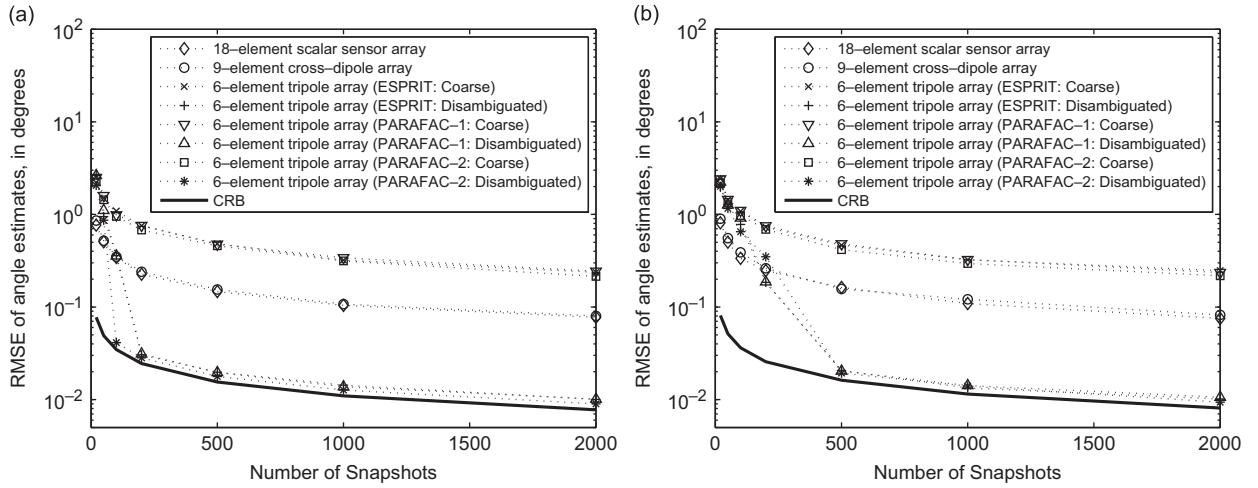 (a)
RMSE of angle estimates, in degrees
10^2
10^1
10^0
10^−1
10^−2
18–element scalar sensor array
9–element cross–dipole array
6–element tripole array (ESPRIT: Coarse)
6–element tripole array (ESPRIT: Disambiguated)
6–element tripole array (PARAFAC–1: Coarse)
6–element tripole array (PARAFAC–1: Disambiguated)
6–element tripole array (PARAFAC–2: Coarse)
6–element tripole array (PARAFAC–2: Disambiguated)
CRB
0 500 1000 1500 2000
Number of Snapshots
(b)
RMSE of angle estimates, in degrees
10^2
10^1
10^0
10^−1
10^−2
18–element scalar sensor array
9–element cross–dipole array
6–element tripole array (ESPRIT: Coarse)
6–element tripole array (ESPRIT: Disambiguated)
6–element tripole array (PARAFAC–1: Coarse)
6–element tripole array (PARAFAC–1: Disambiguated)
6–element tripole array (PARAFAC–2: Coarse)
6–element tripole array (PARAFAC–2: Disambiguated)
CRB
0 500 1000 1500 2000
Number of Snapshots